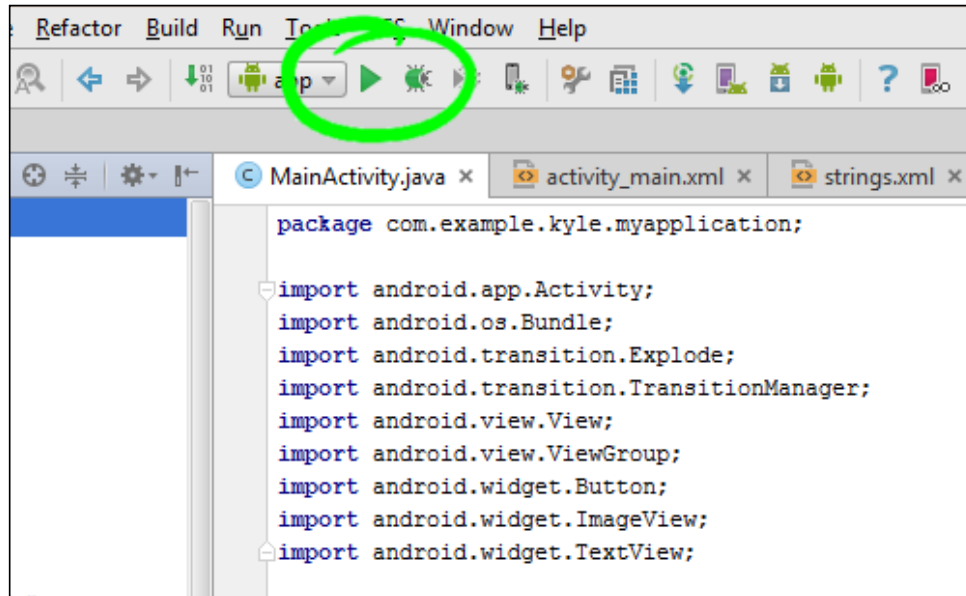 Refactor Build Run Window Help
app
MainActivity.java activity_main.xml strings.xml
package com.example.kyle.myapplication;
import android.app.Activity;
import android.os.Bundle;
import android.transition.Explode;
import android.transition.TransitionManager;
import android.view.View;
import android.view.ViewGroup;
import android.widget.Button;
import android.widget.ImageView;
import android.widget.TextView;